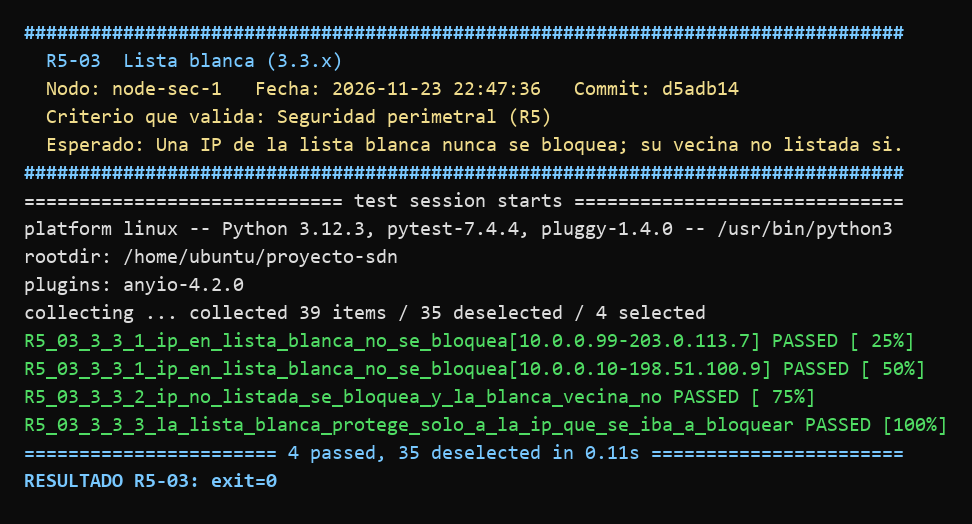 ################################################################################
R5-03  Lista blanca (3.3.x)
Nodo: node-sec-1   Fecha: 2026-11-23 22:47:36   Commit: d5adb14
Criterio que valida: Seguridad perimetral (R5)
Esperado: Una IP de la lista blanca nunca se bloquea; su vecina no listada si.
################################################################################
============================= test session starts ==============================
platform linux -- Python 3.12.3, pytest-7.4.4, pluggy-1.4.0 -- /usr/bin/python3
rootdir: /home/ubuntu/proyecto-sdn
plugins: anyio-4.2.0
collecting ... collected 39 items / 35 deselected / 4 selected
R5_03_3_3_1_ip_en_lista_blanca_no_se_bloquea[10.0.0.99-203.0.113.7] PASSED [ 25%]
R5_03_3_3_1_ip_en_lista_blanca_no_se_bloquea[10.0.0.10-198.51.100.9] PASSED [ 50%]
R5_03_3_3_2_ip_no_listada_se_bloquea_y_la_blanca_vecina_no PASSED [ 75%]
R5_03_3_3_3_la_lista_blanca_protege_solo_a_la_ip_que_se_iba_a_bloquear PASSED [100%]
======================= 4 passed, 35 deselected in 0.11s =======================
RESULTADO R5-03: exit=0